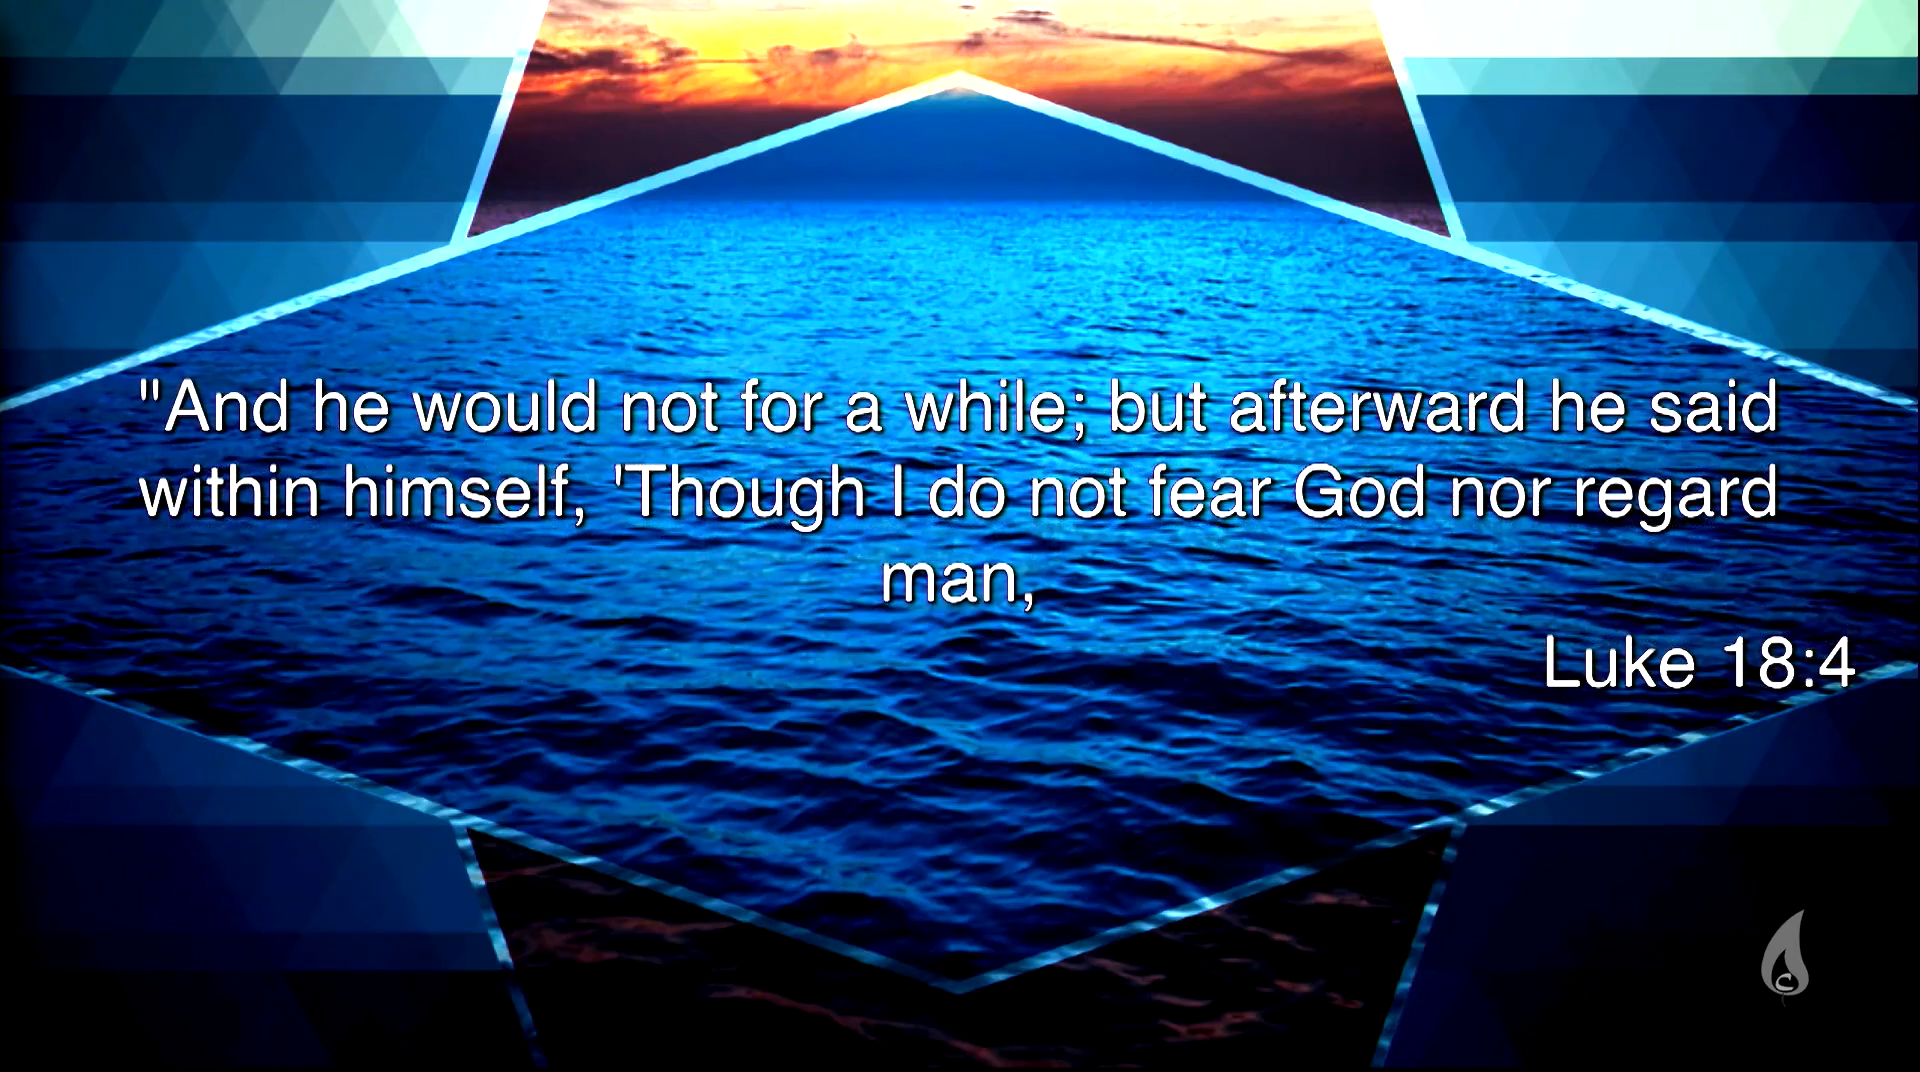 "And he would not for a while; but afterward he said
within himself, 'Though I do not fear God nor regard
man,
Luke 18:4
C